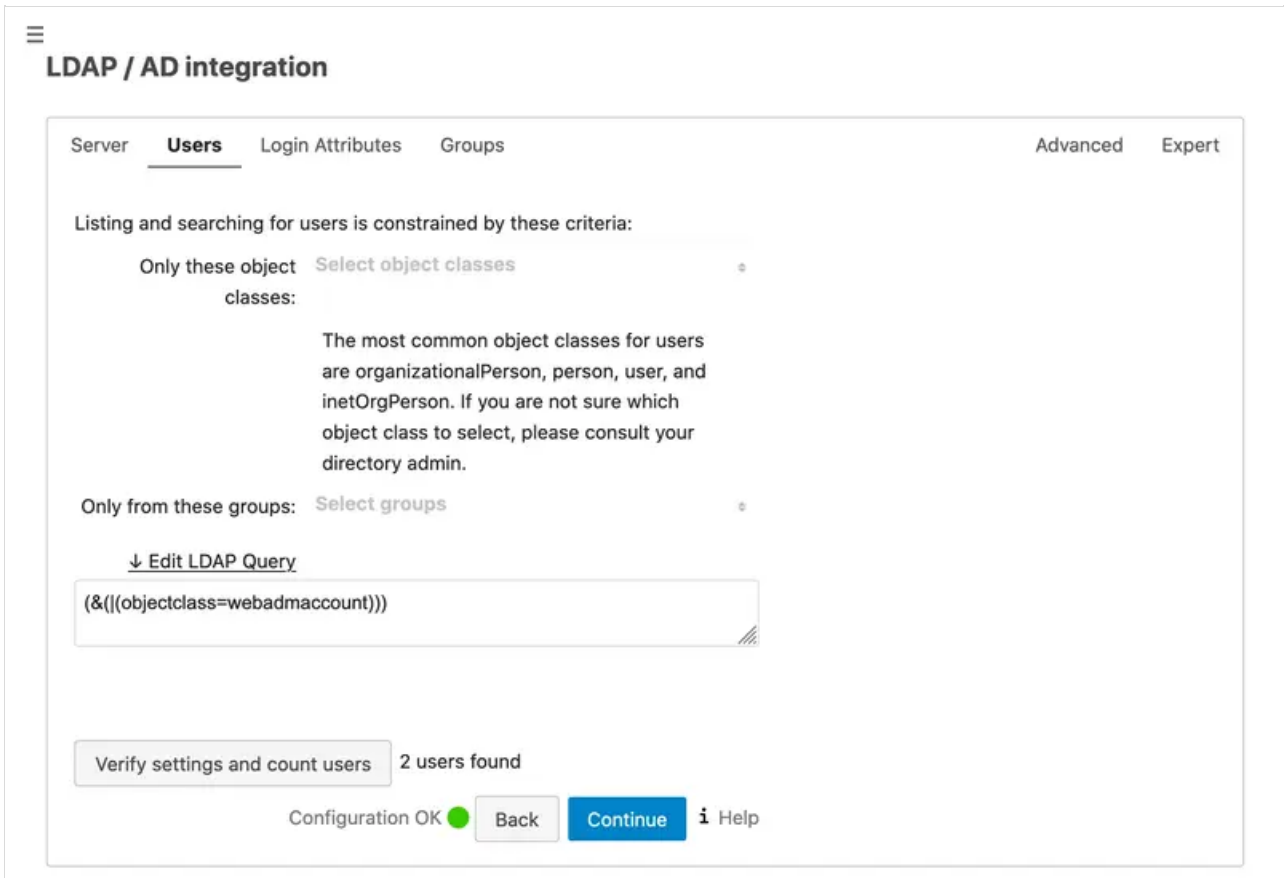 ☰
LDAP / AD integration
Server Users Login Attributes Groups Advanced Expert
Listing and searching for users is constrained by these criteria:
Only these object Select object classes
classes:
The most common object classes for users
are organizationalPerson, person, user, and
inetOrgPerson. If you are not sure which
object class to select, please consult your
directory admin.
Only from these groups: Select groups
↓ Edit LDAP Query
(&(|(objectclass=webadmaccount)))
Verify settings and count users 2 users found
Configuration OK Back Continue i Help